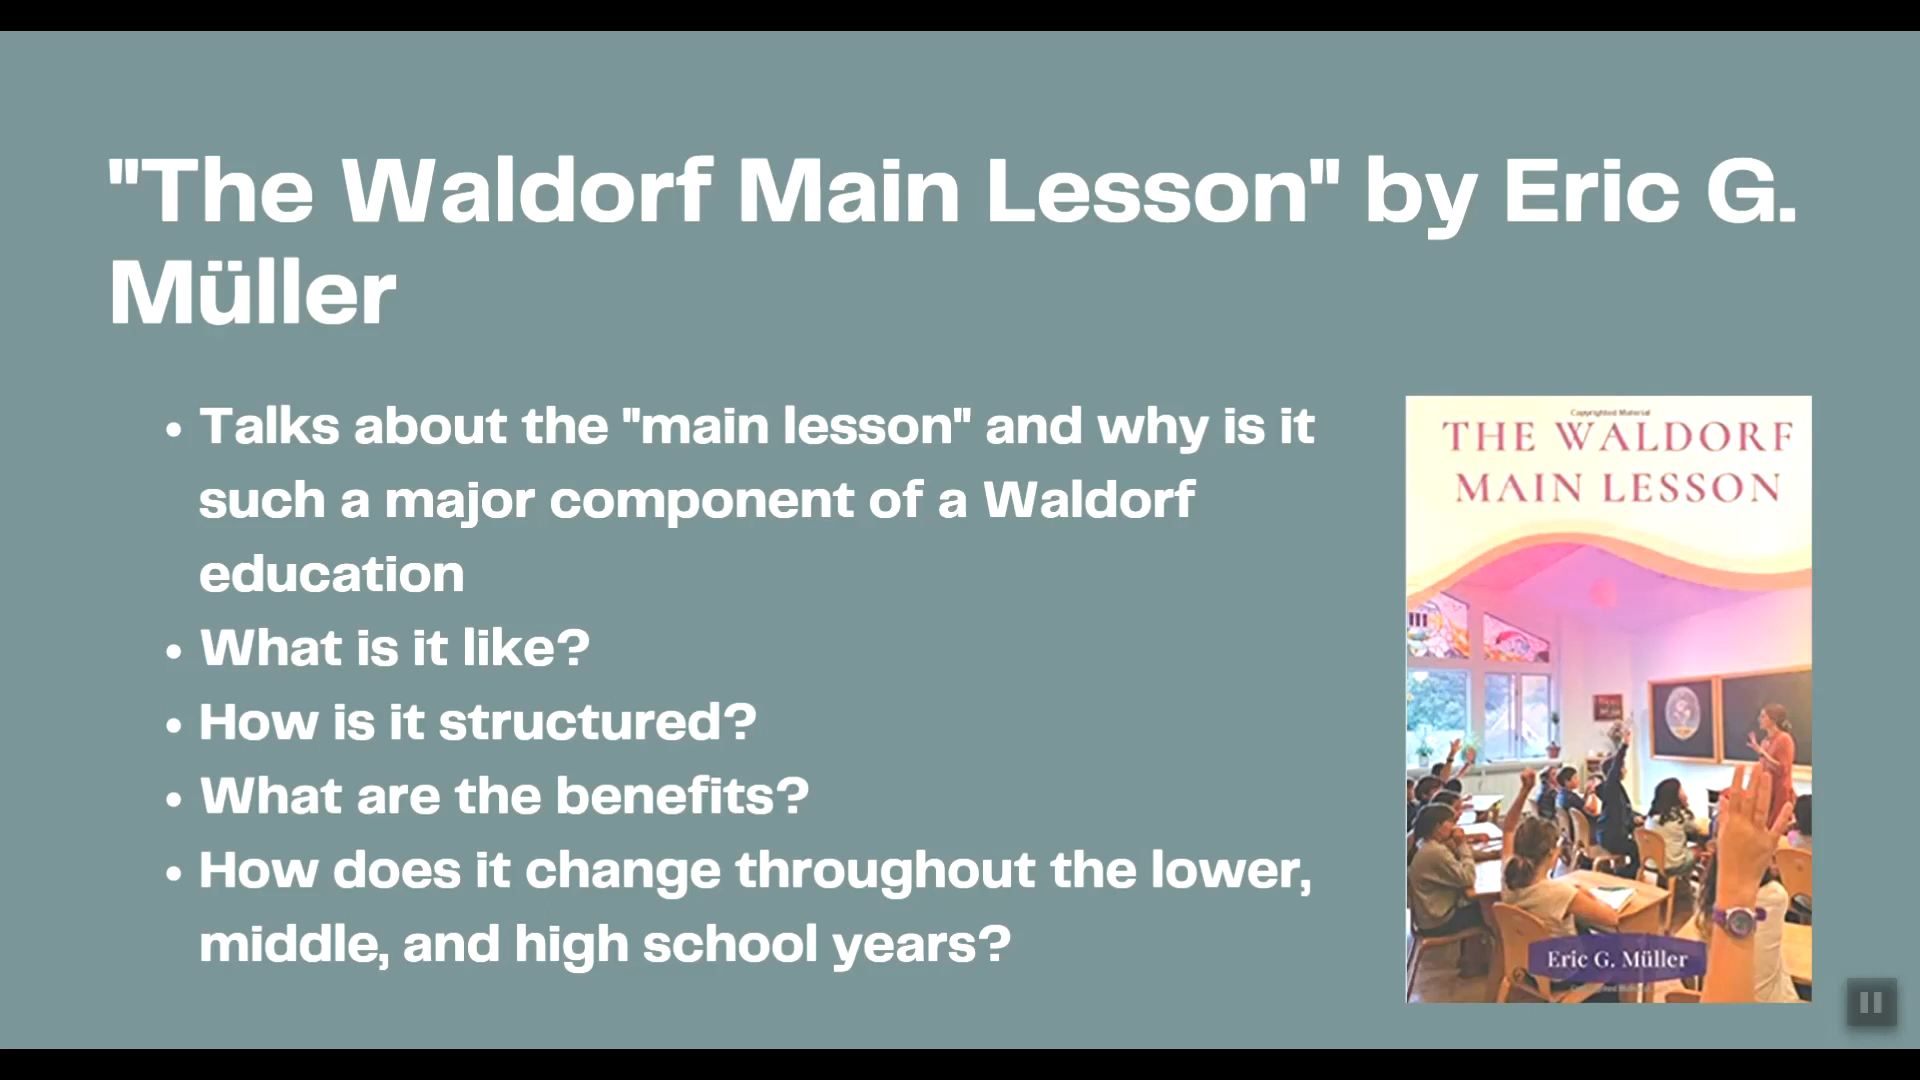 "The Waldorf Main Lesson" by Eric G.
Müller
• Talks about the "main lesson" and why is it
such a major component of a Waldorf
education
• What is it like?
• How is it structured?
• What are the benefits?
• How does it change throughout the lower,
middle, and high school years?
Copyrighted Material
THE WALDORF
MAIN LESSON
Eric G. Müller